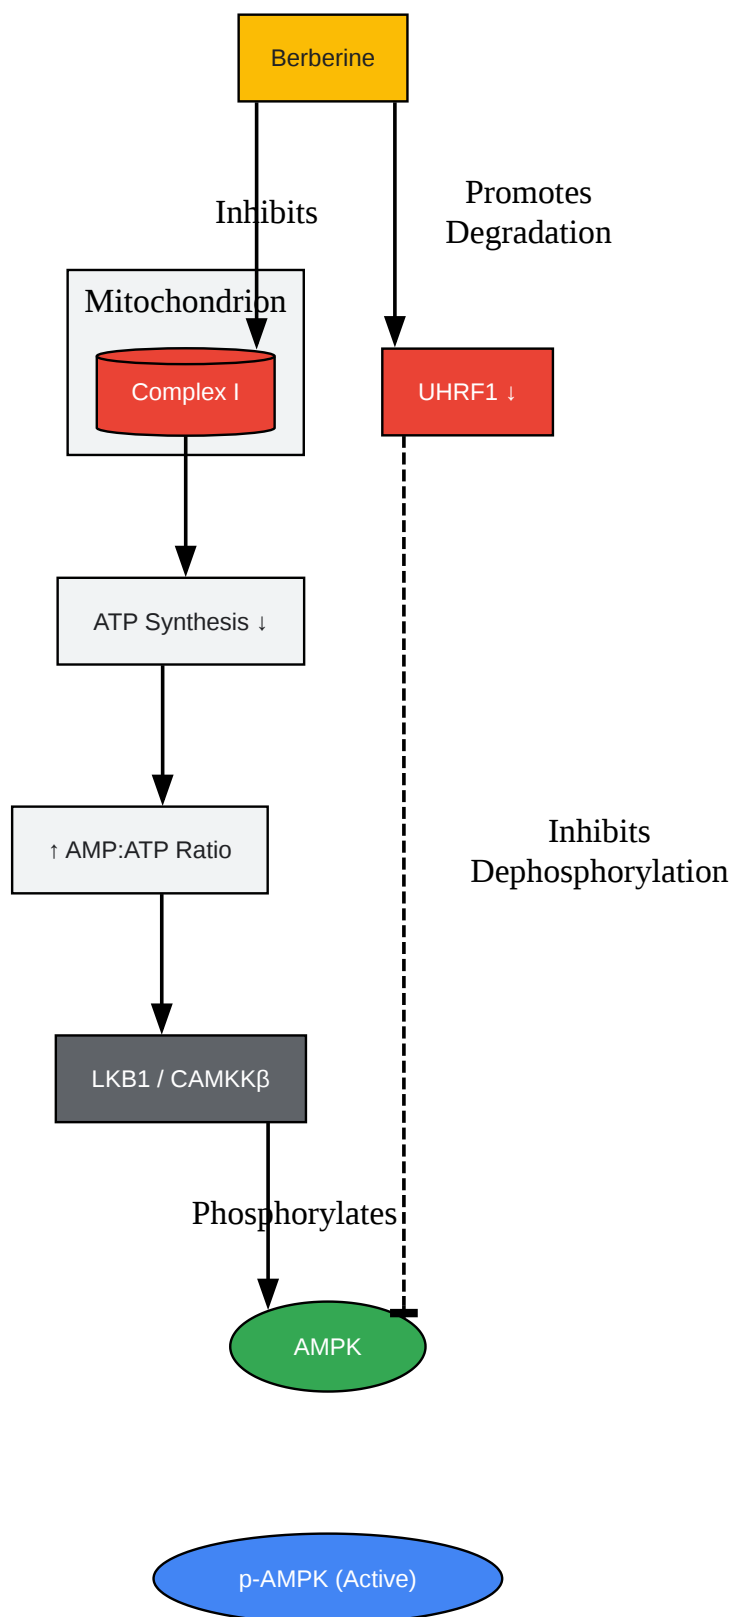 Berberine
Inhibits
Promotes
Degradation
Mitochondrion
Complex I
UHRF1 ↓
ATP Synthesis ↓
↑ AMP:ATP Ratio
Inhibits
Dephosphorylation
LKB1 / CAMKKβ
Phosphorylates
AMPK
p-AMPK (Active)